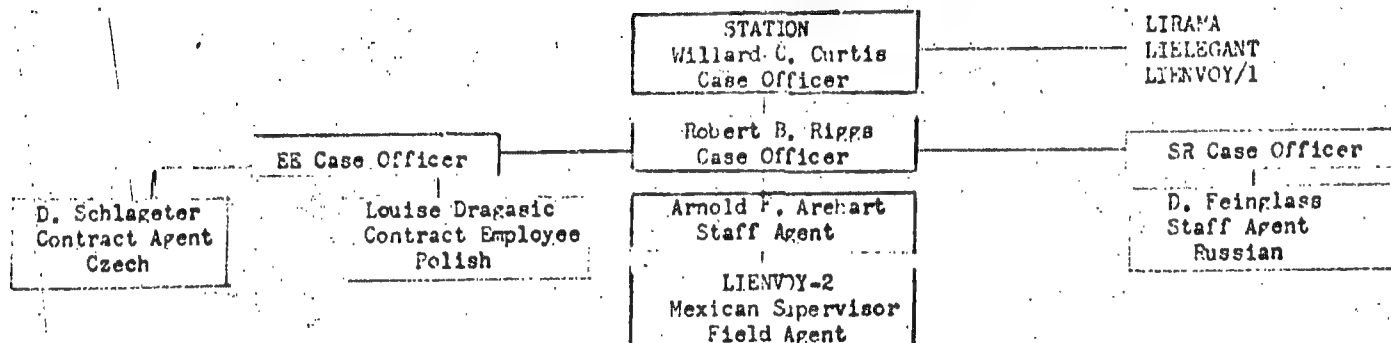 STATION
Willard C. Curtis
Case Officer
LIRAMA
LIELEGANT
LIENVOY/1
Robert B. Riggs
Case Officer
EE Case Officer
SR Case Officer
D. Schlageter
Contract Agent
Czech
Louise Dragasic
Contract Employee
Polish
Arnold F. Arehart
Staff Agent
D. Feinglass
Staff Agent
Russian
LIENVOY-2
Mexican Supervisor
Field Agent